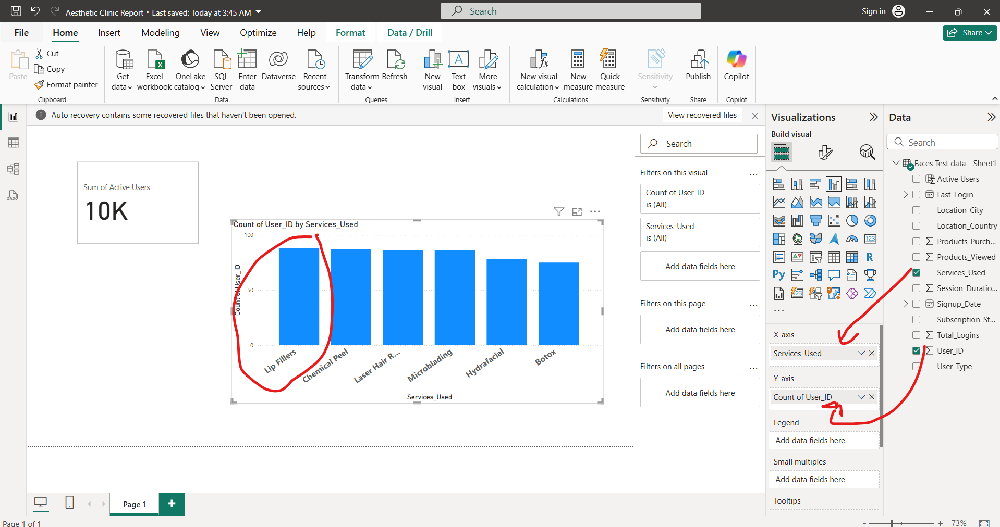 Aesthetic Clinic Report • Last saved: Today at 3:45 AM
Search
Sign in
File
Home
Insert
Modeling
View
Optimize
Help
Format
Data / Drill
Share
Paste
Cut
Copy
Format painter
Clipboard
Get data
Excel workbook
OneLake catalog
SQL Server
Enter data
Dataverse
Recent sources
Data
Transform data
Refresh
Queries
New visual
Text box
More visuals
Insert
New visual calculation
New measure
Quick measure
Calculations
Sensitivity
Sensitivity
Publish
Share
Copilot
Copilot
Auto recovery contains some recovered files that haven't been opened.
View recovered files
Sum of Active Users
10K
Count of User_ID by Services_Used
100
50
0
Count of User_ID
Lip Fillers
Chemical Peel
Laser Hair R...
Microblading
Hydrafacial
Botox
Services_Used
Search
Filters on this visual
...
Count of User_ID
is (All)
Services_Used
is (All)
Add data fields here
Filters on this page
...
Add data fields here
Filters on all pages
...
Add data fields here
Visualizations
Build visual
123
R
Py
123
...
X-axis
Services_Used
Y-axis
Count of User_ID
Legend
Add data fields here
Small multiples
Add data fields here
Tooltips
Data
Search
Faces Test data - Sheet1
Active Users
Last_Login
Location_City
Location_Country
Products_Purch...
Products_Viewed
Services_Used
Session_Duratio...
Signup_Date
Subscription_St...
Total_Logins
User_ID
User_Type
DAX
Page 1
Page 1 of 1
- + 73%